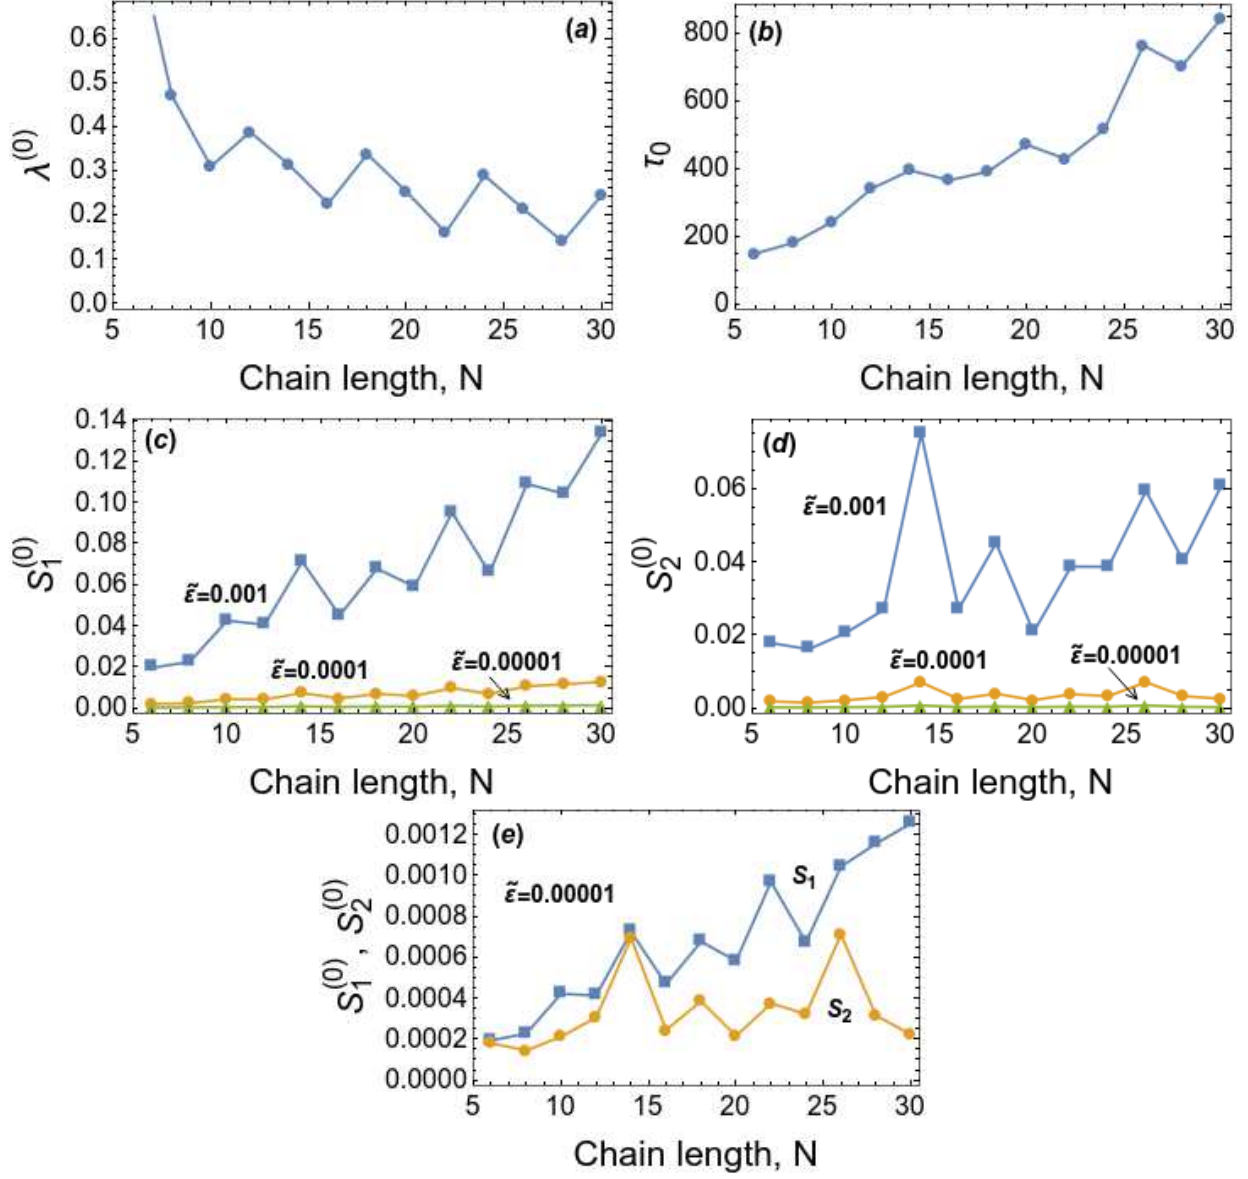 (a)
λ(0)
0.6
0.5
0.4
0.3
0.2
0.1
0.0
5 10 15 20 25 30
Chain length, N
(b)
τ0
800
600
400
200
0
5 10 15 20 25 30
Chain length, N
(c)
S1(0)
0.14
0.12
0.10
0.08
0.06
0.04
0.02
0.00
ε̃=0.001
ε̃=0.0001
ε̃=0.00001
5 10 15 20 25 30
Chain length, N
(d)
S2(0)
0.06
0.04
0.02
0.00
ε̃=0.001
ε̃=0.0001
ε̃=0.00001
5 10 15 20 25 30
Chain length, N
(e)
S1(0) , S2(0)
0.0012
0.0010
0.0008
0.0006
0.0004
0.0002
0.0000
ε̃=0.00001
S1
S2
5 10 15 20 25 30
Chain length, N